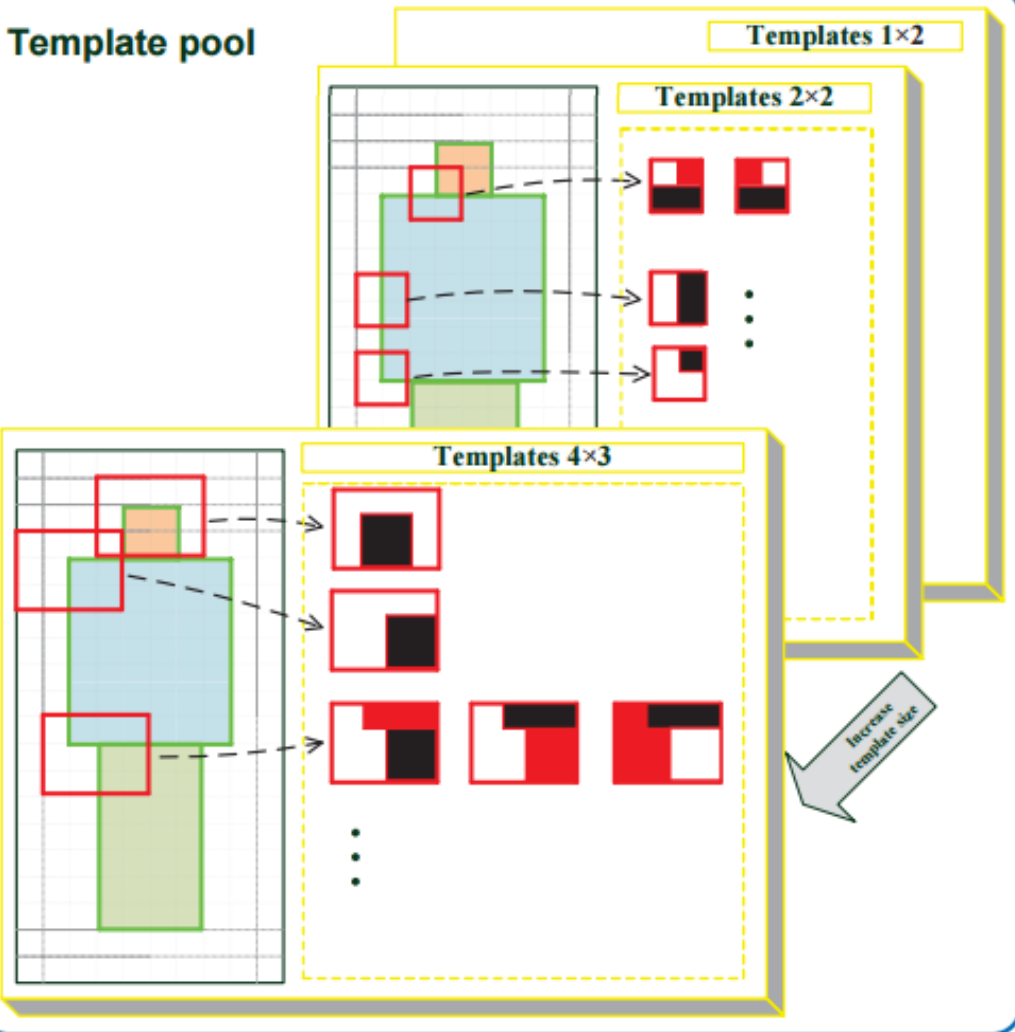 Template pool
Templates 1×2
Templates 2×2
Templates 4×3
Increase
template size